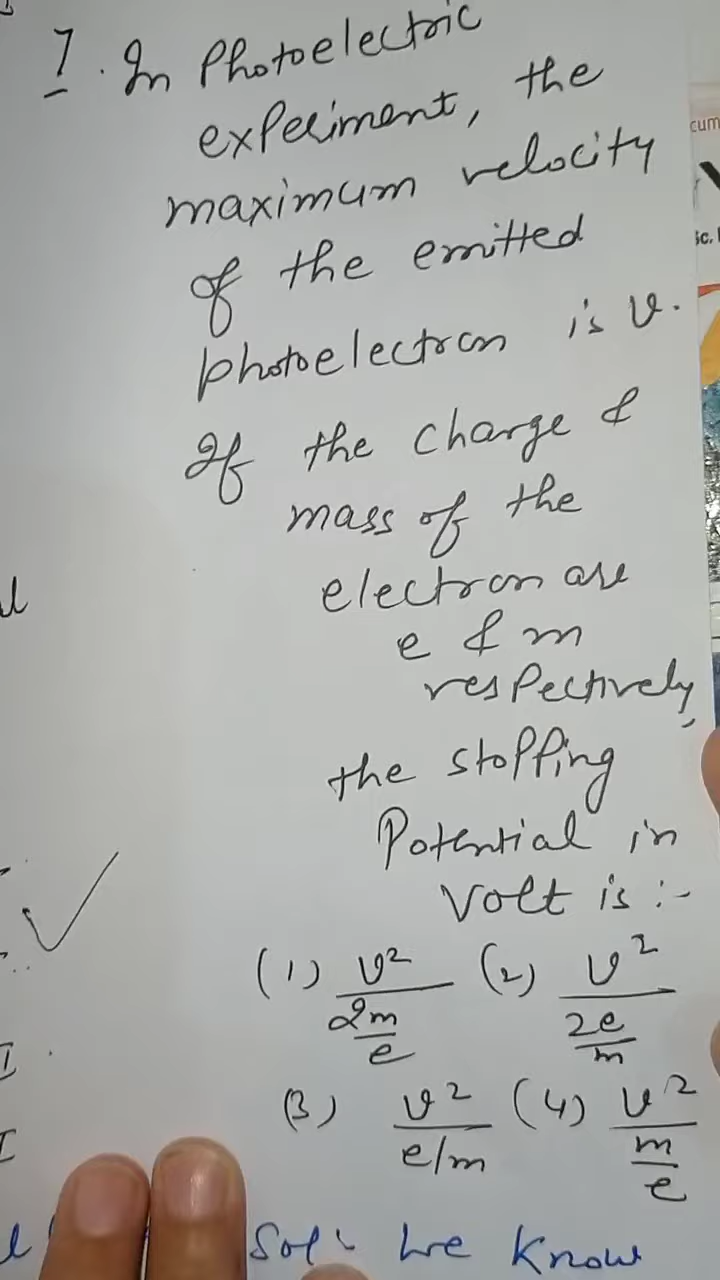 7. In Photoelectric
experiment, the
maximum velocity
of the emitted
photoelectron is v.
If the charge &
mass of the
electron are
e & m
respectively,
the stopping
Potential in
volt is :-
(1) v²/(2m/e) (2) v²/(2e/m)
(3) v²/(e/m) (4) v²/(m/e)
Sol: We know
cum